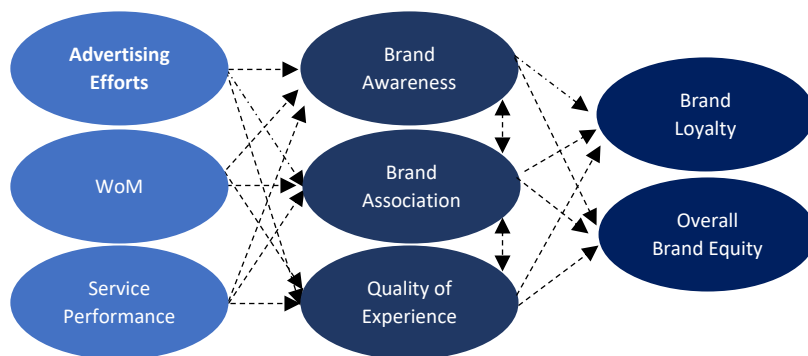 Advertising
Efforts
WoM
Service
Performance
Brand
Awareness
Brand
Association
Quality of
Experience
Brand
Loyalty
Overall
Brand Equity